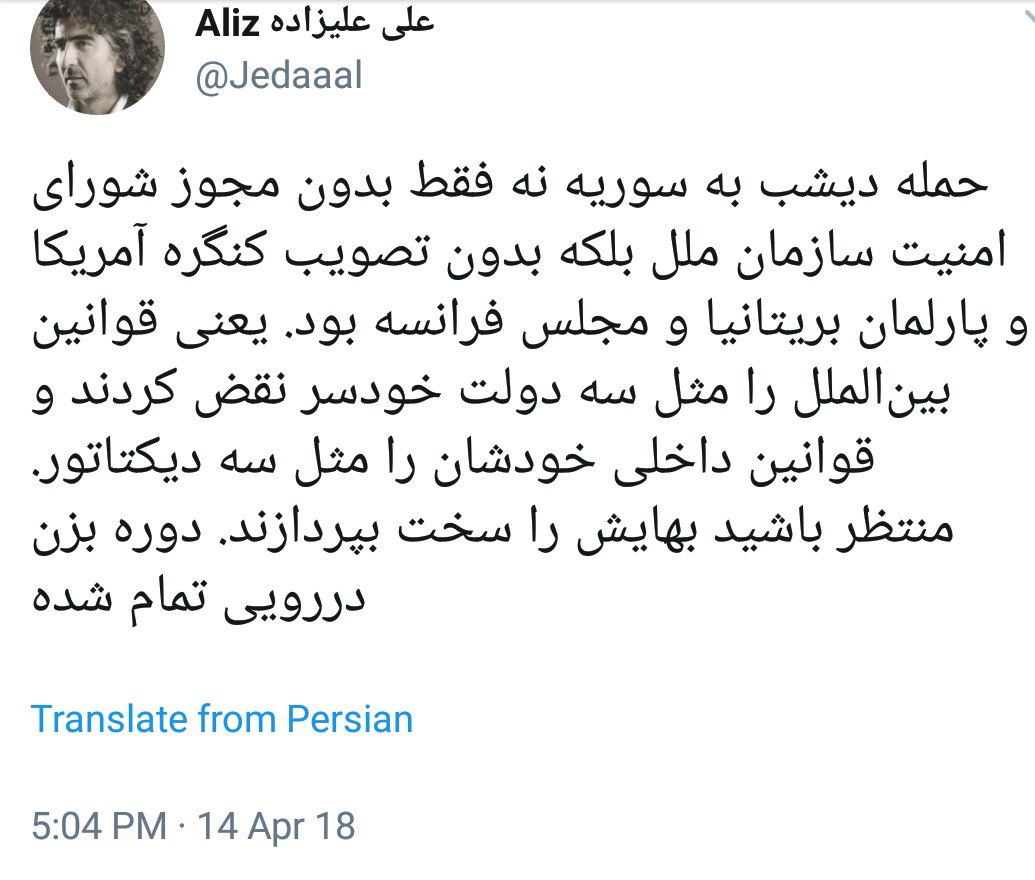 علی علیزاده Aliz
@Jedaaal
حمله دیشب به سوریه نه فقط بدون مجوز شورای
امنیت سازمان ملل بلکه بدون تصویب کنگره آمریکا
و پارلمان بریتانیا و مجلس فرانسه بود. یعنی قوانین
بین‌الملل را مثل سه دولت خودسر نقض کردند و
قوانین داخلی خودشان را مثل سه دیکتاتور.
منتظر باشید بهایش را سخت بپردازند. دوره بزن
دررویی تمام شده
Translate from Persian
5:04 PM · 14 Apr 18